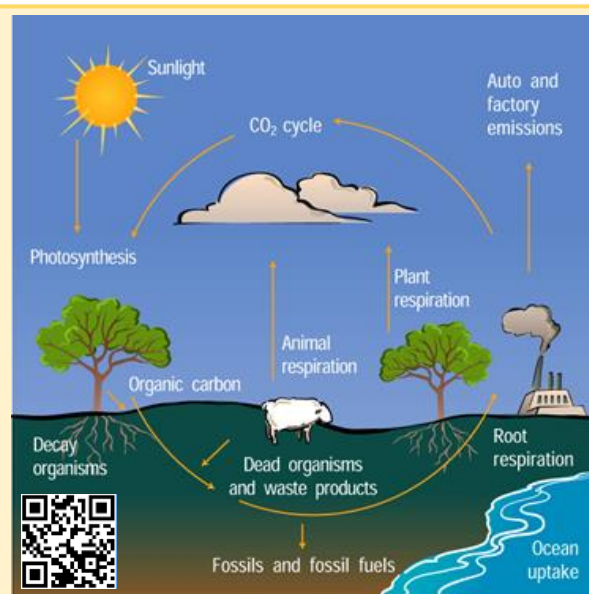 Sunlight
Auto and
factory
emissions
CO₂ cycle
Photosynthesis
Plant
respiration
Animal
respiration
Organic carbon
Decay
organisms
Dead organisms
and waste products
Root
respiration
Fossils and fossil fuels
Ocean
uptake